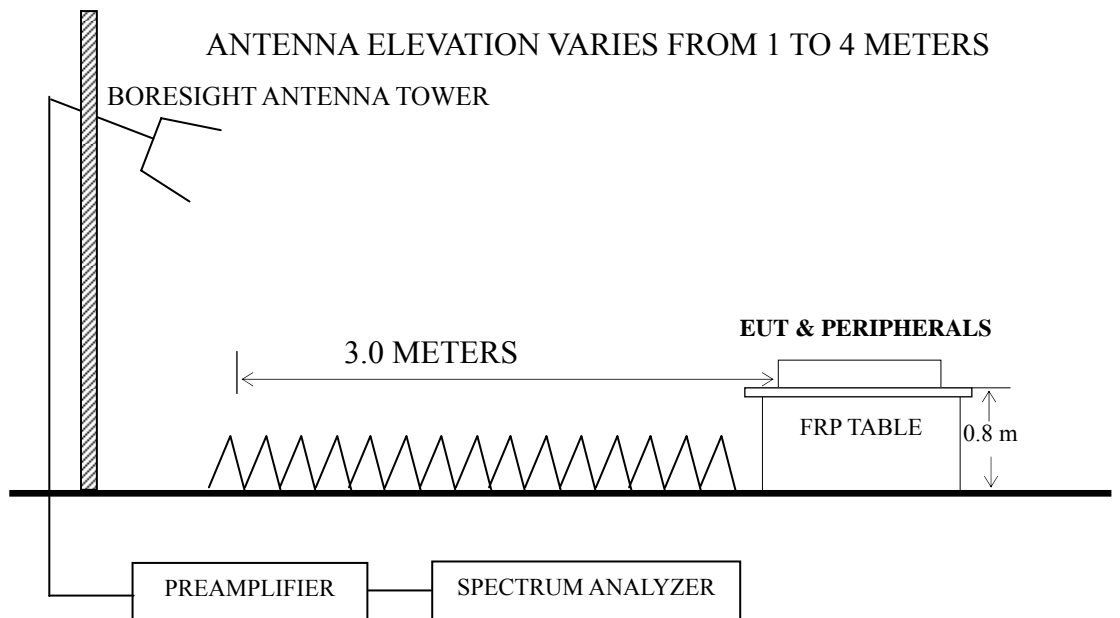 ANTENNA ELEVATION VARIES FROM 1 TO 4 METERS
BORESIGHT ANTENNA TOWER
EUT & PERIPHERALS
3.0 METERS
FRP TABLE
0.8 m
PREAMPLIFIER
SPECTRUM ANALYZER